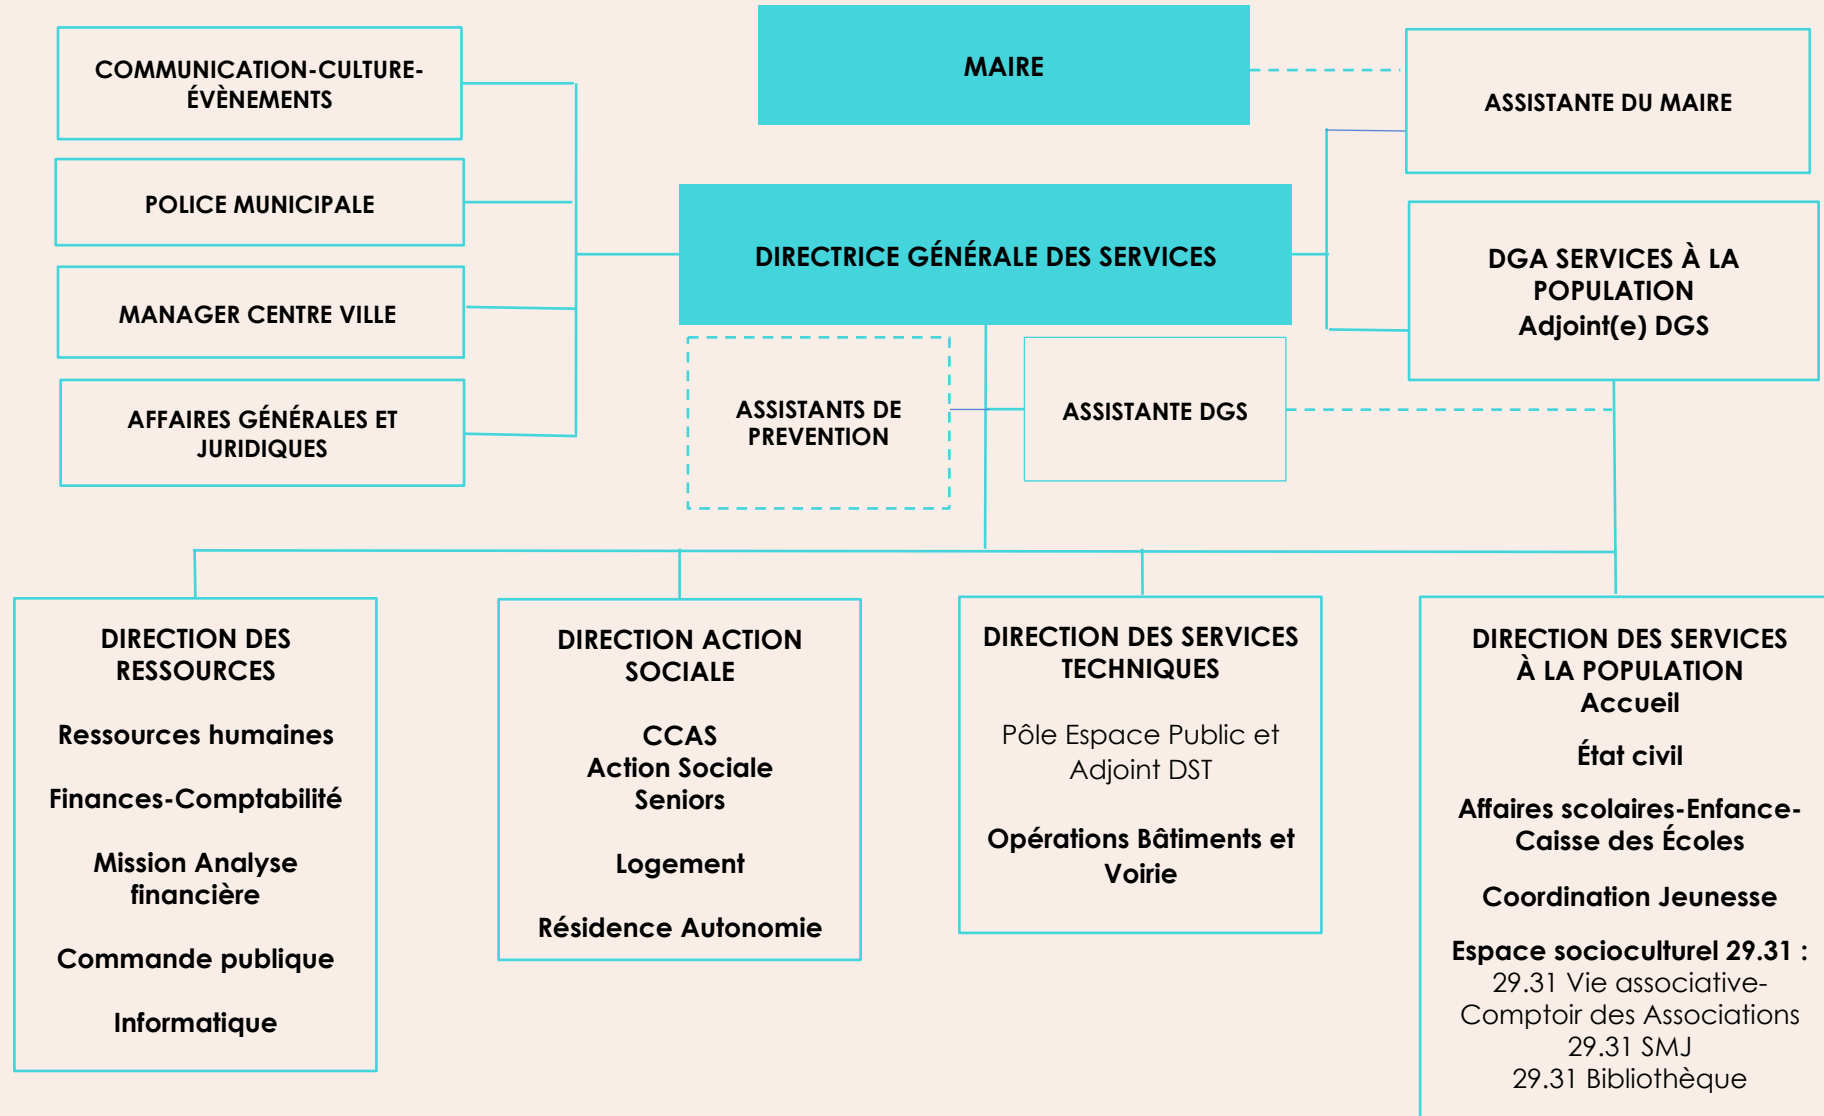 MAIRE
COMMUNICATION-CULTURE-
ÉVÈNEMENTS
ASSISTANTE DU MAIRE
POLICE MUNICIPALE
DIRECTRICE GÉNÉRALE DES SERVICES
DGA SERVICES À LA
POPULATION
Adjoint(e) DGS
MANAGER CENTRE VILLE
AFFAIRES GÉNÉRALES ET
JURIDIQUES
ASSISTANTS DE
PREVENTION
ASSISTANTE DGS
DIRECTION DES
RESSOURCES
Ressources humaines
Finances-Comptabilité
Mission Analyse
financière
Commande publique
Informatique
DIRECTION ACTION
SOCIALE
CCAS
Action Sociale
Seniors
Logement
Résidence Autonomie
DIRECTION DES SERVICES
TECHNIQUES
Pôle Espace Public et
Adjoint DST
Opérations Bâtiments et
Voirie
DIRECTION DES SERVICES
À LA POPULATION
Accueil
État civil
Affaires scolaires-Enfance-
Caisse des Écoles
Coordination Jeunesse
Espace socioculturel 29.31 :
29.31 Vie associative-
Comptoir des Associations
29.31 SMJ
29.31 Bibliothèque